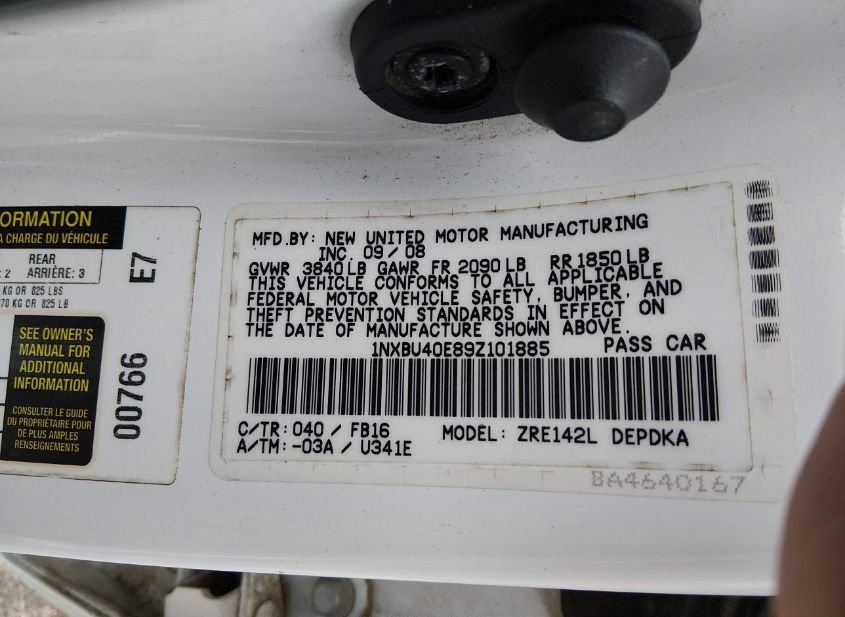 ORMATION
A CHARGE DU VÉHICULE
REAR
: 2 ARRIÈRE: 3
KG OR 825 LBS
70 KG OR 825 LB
E7
SEE OWNER'S
MANUAL FOR
ADDITIONAL
INFORMATION
CONSULTER LE GUIDE
DU PROPRIÉTAIRE POUR
DE PLUS AMPLES
RENSEIGNEMENTS
00766
MFD.BY: NEW UNITED MOTOR MANUFACTURING
INC. 09/08
GVWR 3840LB GAWR FR 2090LB RR 1850LB
THIS VEHICLE CONFORMS TO ALL APPLICABLE
FEDERAL MOTOR VEHICLE SAFETY, BUMPER, AND
THEFT PREVENTION STANDARDS IN EFFECT ON
THE DATE OF MANUFACTURE SHOWN ABOVE.
1NXBU40E89Z101885 PASS CAR
C/TR: 040 / FB16 MODEL: ZRE142L DEPDKA
A/TM: -03A / U341E
BA4640167